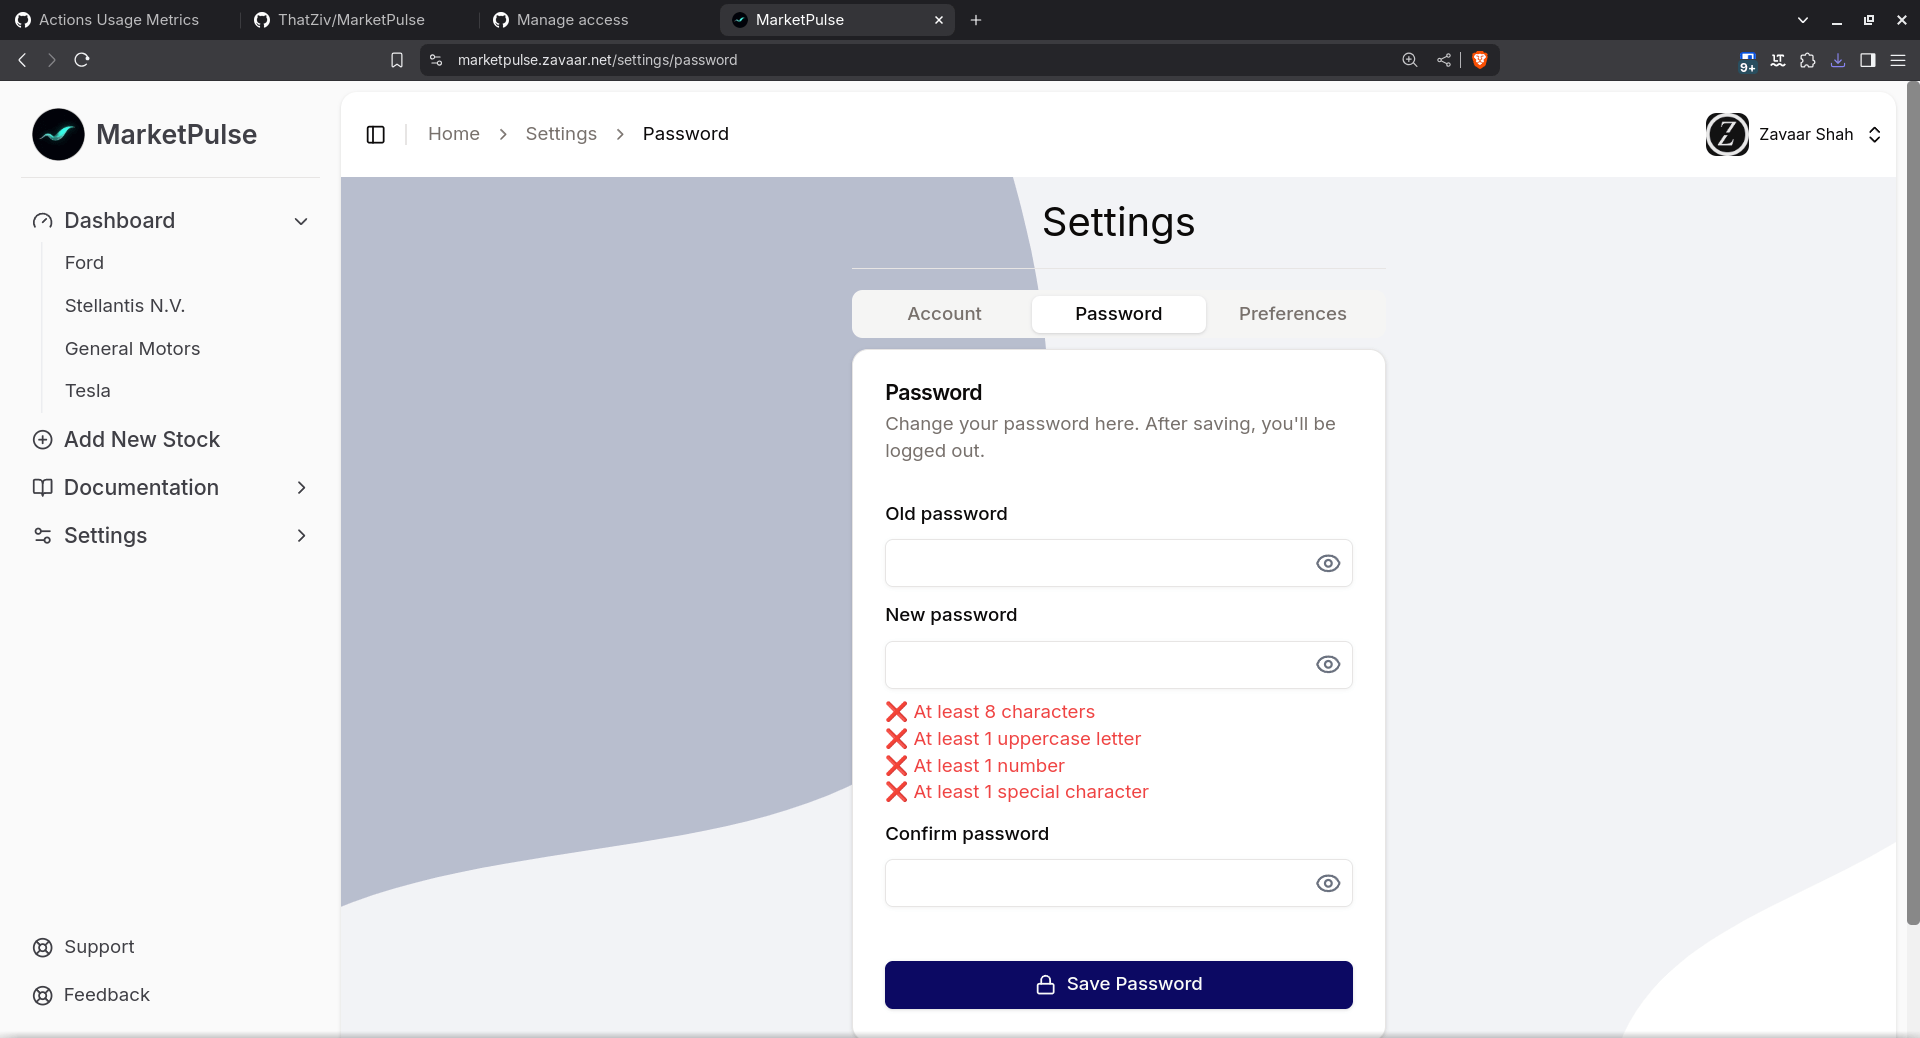 Actions Usage Metrics
ThatZiv/MarketPulse
Manage access
MarketPulse
marketpulse.zavaar.net/settings/password
9+
LT
MarketPulse
Home
Settings
Password
Z
Zavaar Shah
Dashboard
Ford
Stellantis N.V.
General Motors
Tesla
Add New Stock
Documentation
Settings
Support
Feedback
Settings
Account
Password
Preferences
Password
Change your password here. After saving, you'll be
logged out.
Old password
New password
❌ At least 8 characters
❌ At least 1 uppercase letter
❌ At least 1 number
❌ At least 1 special character
Confirm password
Save Password